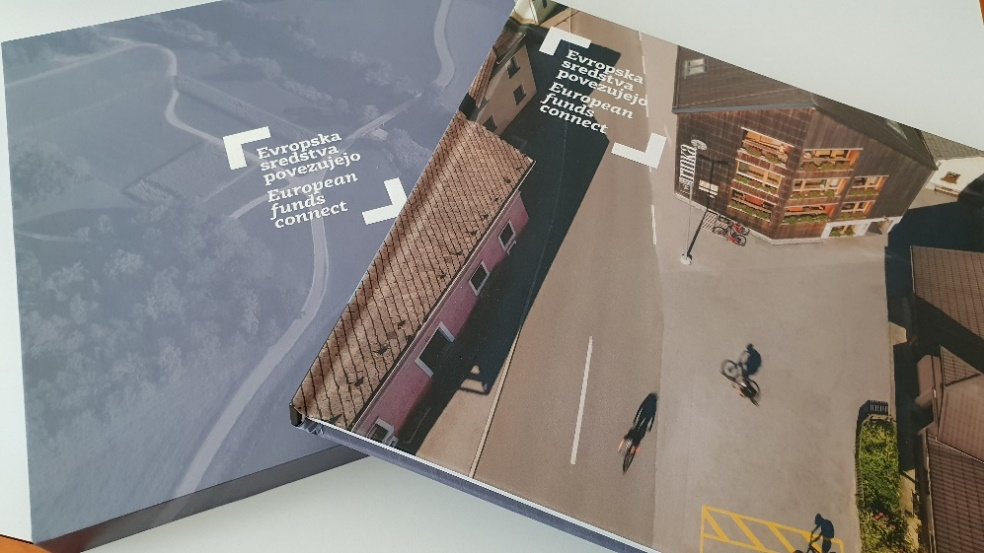 Evropska
sredstva
povezujejo
European
funds
connect
Evropska
sredstva
povezujejo
European
funds
connect